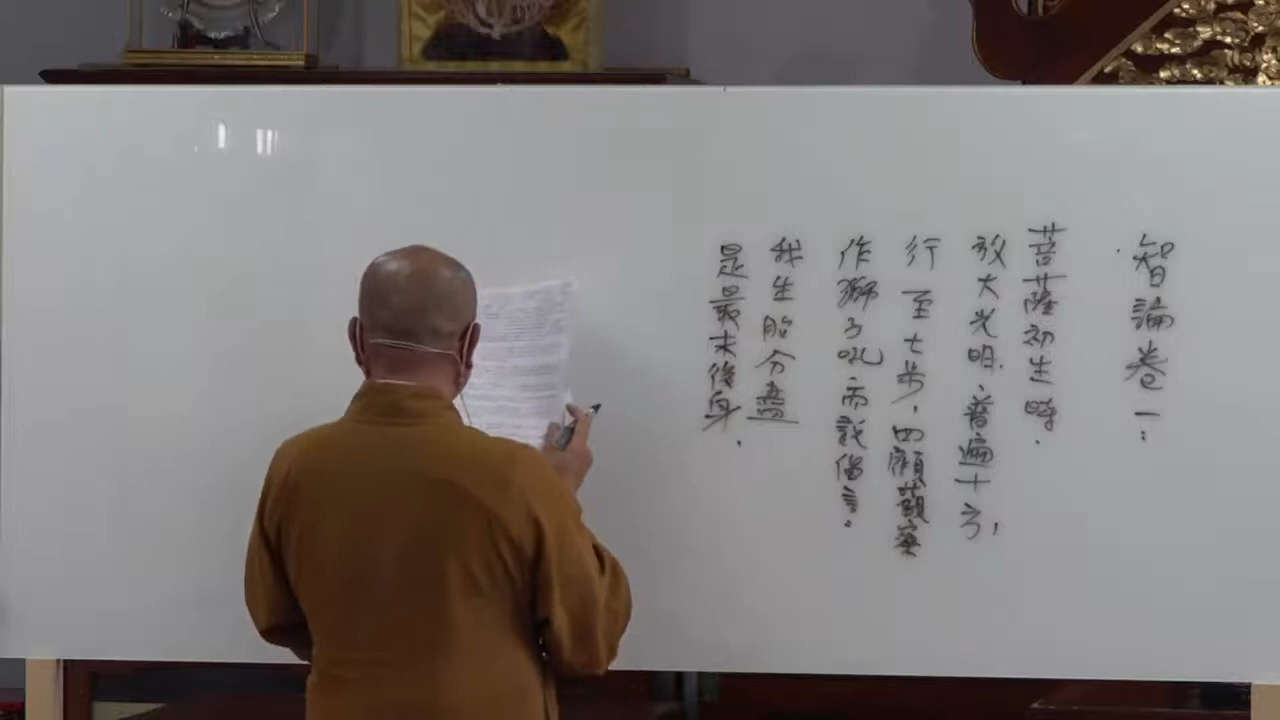 智論卷一：
菩薩初生時，
放大光明、普遍十方，
行至七步，四顧觀察
作獅子吼，而說偈言。
我生胎分盡
是最末後身，